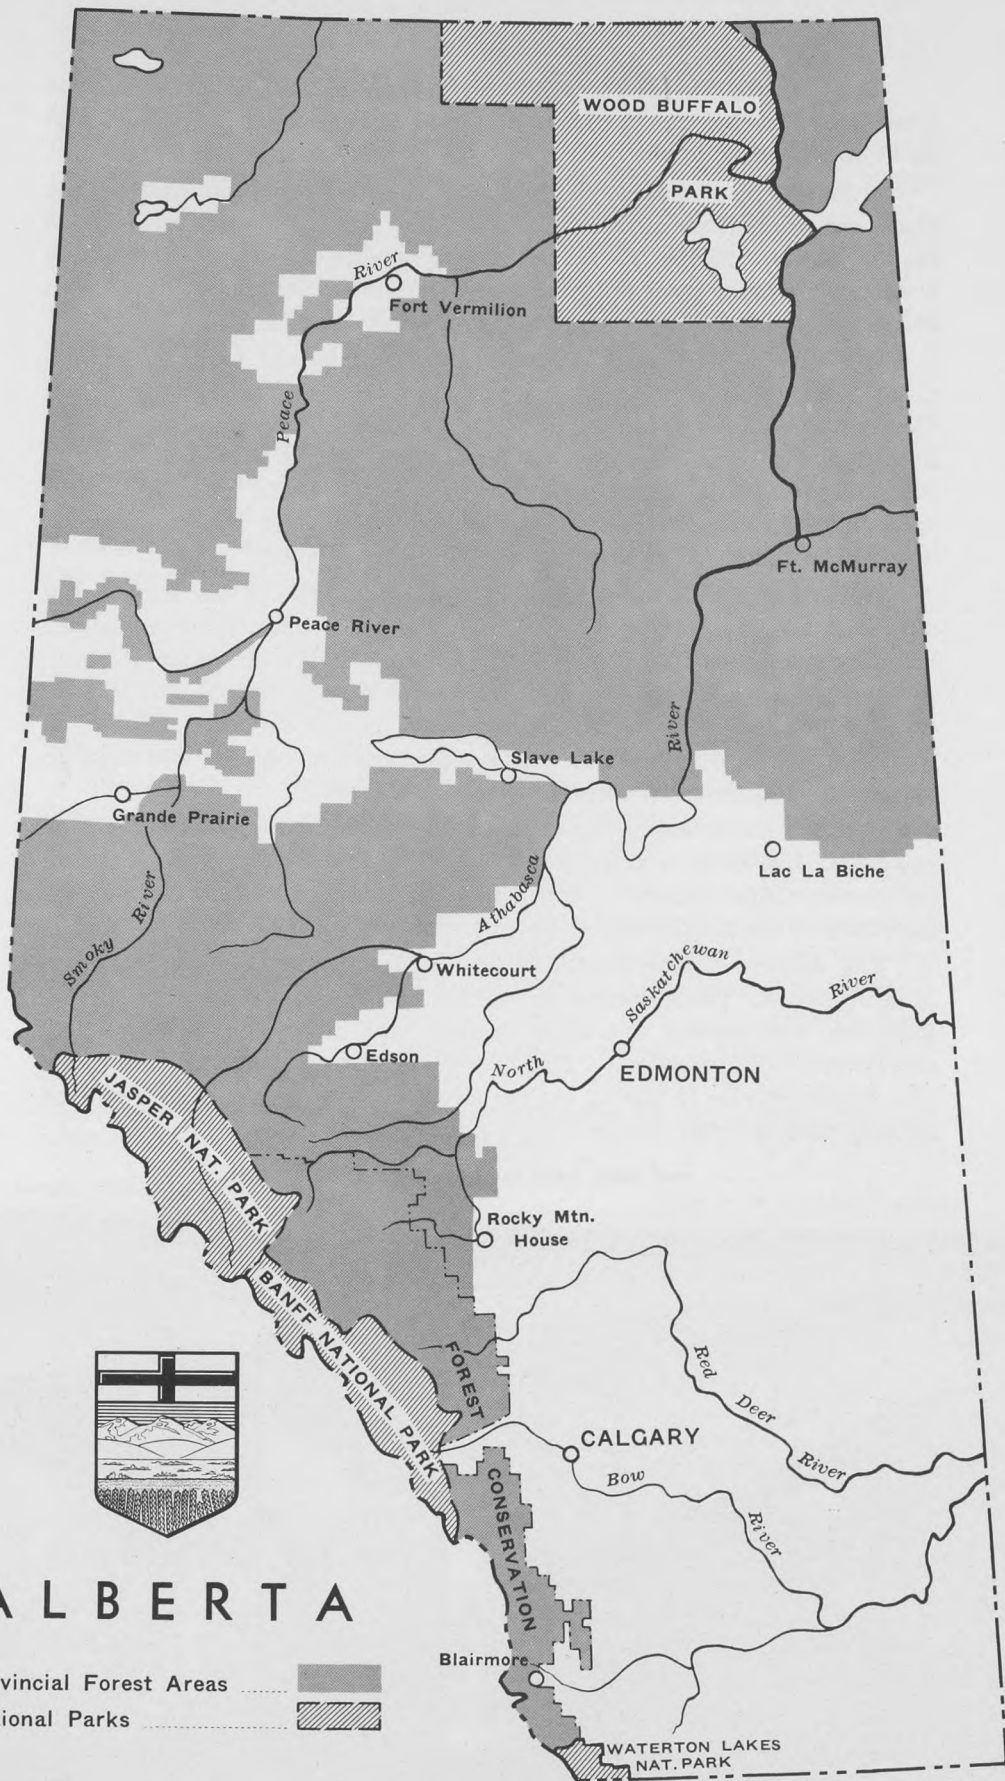 WOOD BUFFALO
PARK
River
Fort Vermilion
Peace
Ft. McMurray
Peace River
River
Slave Lake
Grande Prairie
Lac La Biche
Athabasca
River
Smoky
Whitecourt
Saskatchewan
River
Edson
North
EDMONTON
JASPER NAT. PARK
Rocky Mtn.
House
BANFF NATIONAL PARK
FOREST
Red
Deer
River
CALGARY
Bow
River
CONSERVATION
ALBERTA
Blairmore
vincial Forest Areas
ional Parks
WATERTON LAKES
NAT. PARK